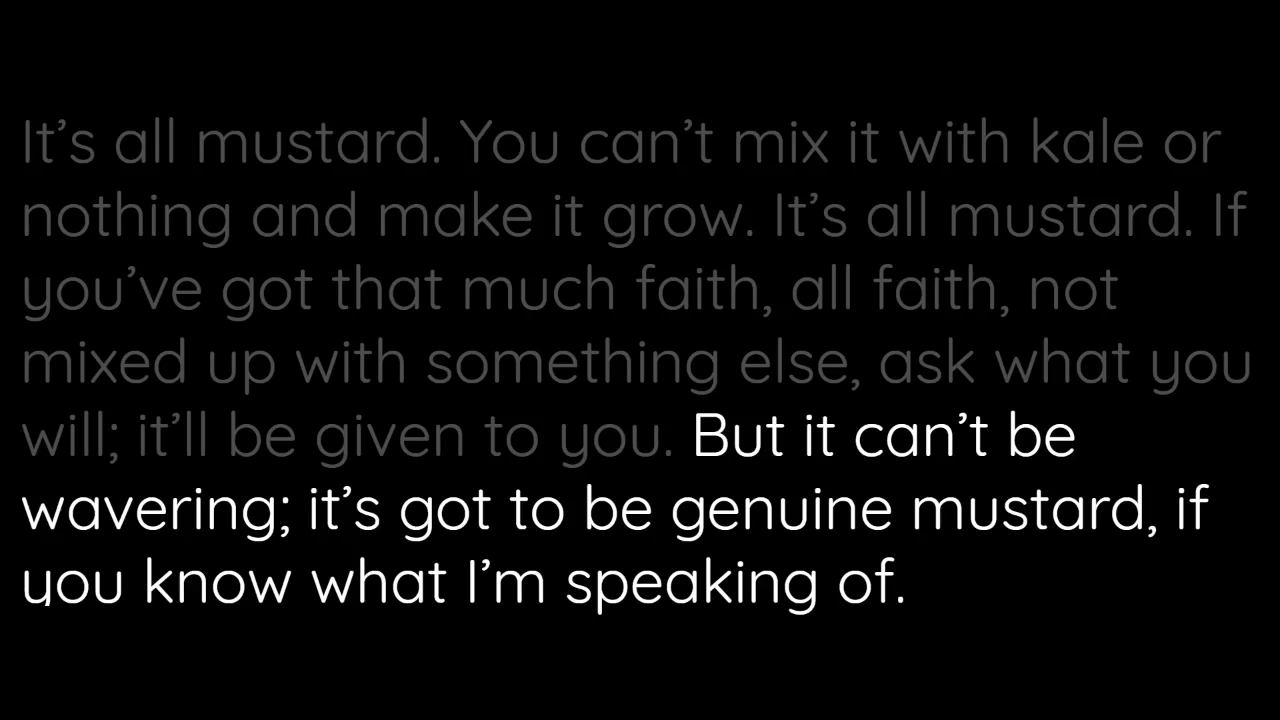 It’s all mustard. You can’t mix it with kale or
nothing and make it grow. It’s all mustard. If
you’ve got that much faith, all faith, not
mixed up with something else, ask what you
will; it’ll be given to you. But it can’t be
wavering; it’s got to be genuine mustard, if
you know what I’m speaking of.